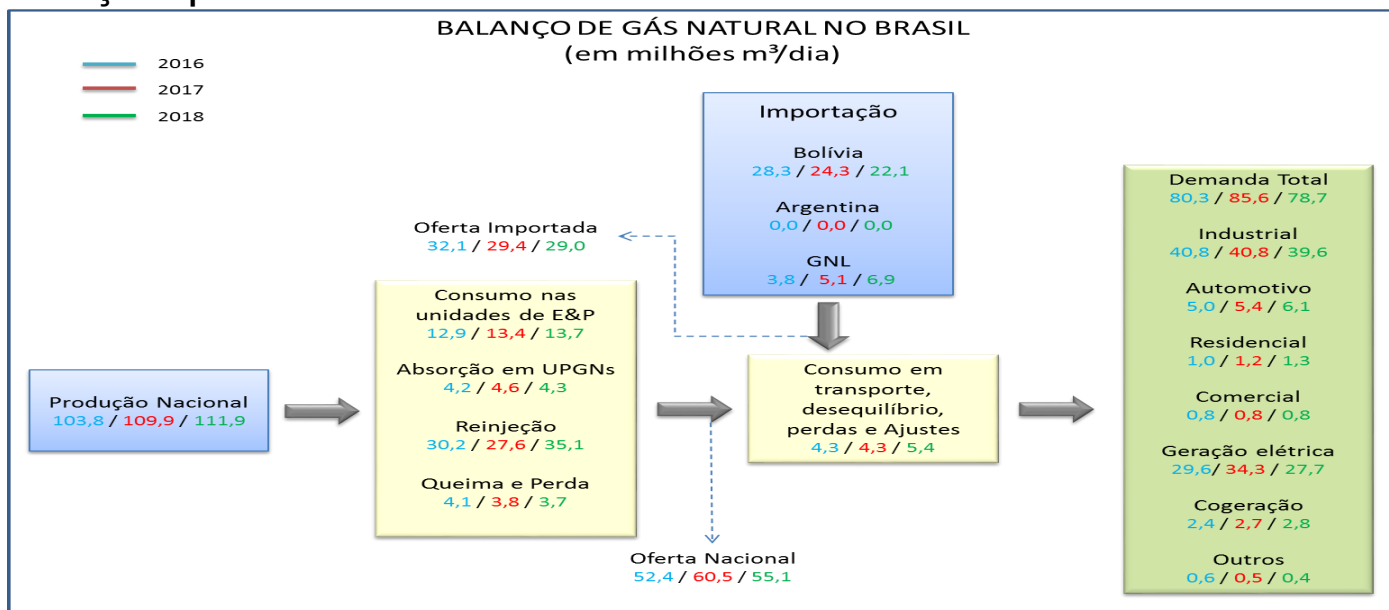 BALANÇO DE GÁS NATURAL NO BRASIL
(em milhões m³/dia)
2016
2017
2018
Importação
Bolívia
28,3 / 24,3 / 22,1
Argentina
0,0 / 0,0 / 0,0
GNL
3,8 / 5,1 / 6,9
Oferta Importada
32,1 / 29,4 / 29,0
Produção Nacional
103,8 / 109,9 / 111,9
Consumo nas
unidades de E&P
12,9 / 13,4 / 13,7
Absorção em UPGNs
4,2 / 4,6 / 4,3
Reinjeção
30,2 / 27,6 / 35,1
Queima e Perda
4,1 / 3,8 / 3,7
Oferta Nacional
52,4 / 60,5 / 55,1
Consumo em
transporte,
desequilíbrio,
perdas e Ajustes
4,3 / 4,3 / 5,4
Demanda Total
80,3 / 85,6 / 78,7
Industrial
40,8 / 40,8 / 39,6
Automotivo
5,0 / 5,4 / 6,1
Residencial
1,0 / 1,2 / 1,3
Comercial
0,8 / 0,8 / 0,8
Geração elétrica
29,6/ 34,3 / 27,7
Cogeração
2,4 / 2,7 / 2,8
Outros
0,6 / 0,5 / 0,4